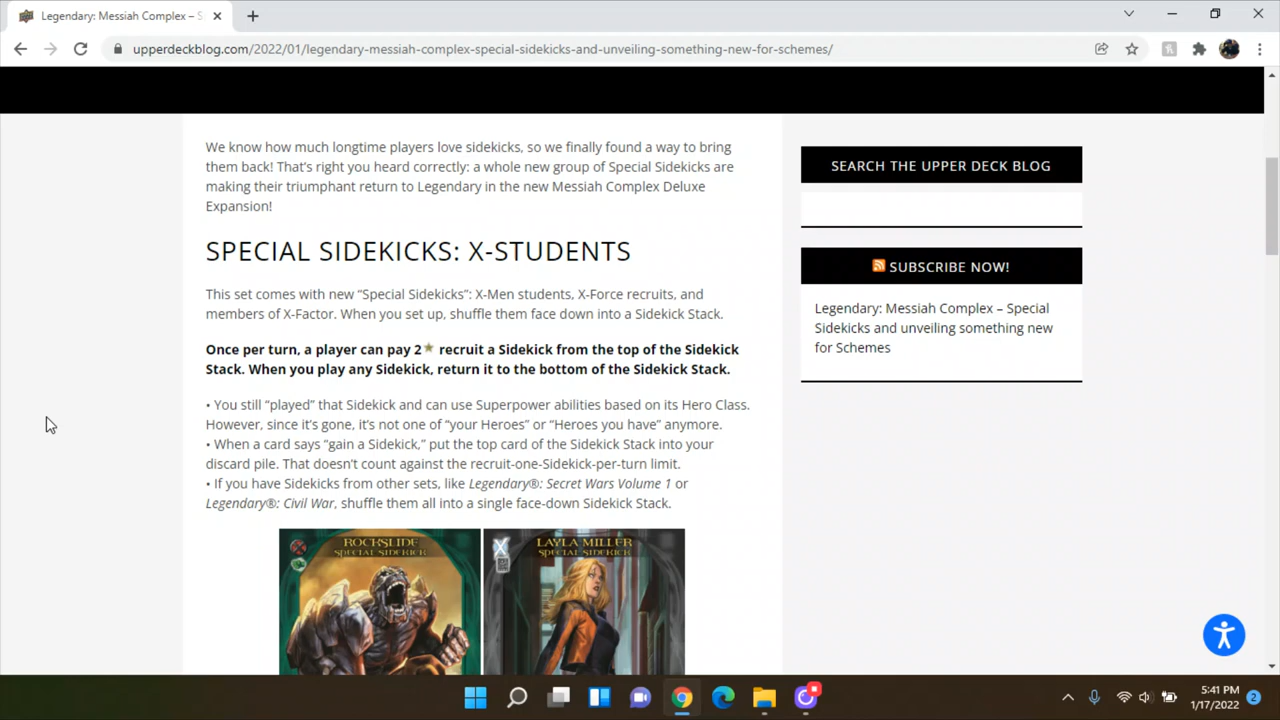 Legendary: Messiah Complex – S
upperdeckblog.com/2022/01/legendary-messiah-complex-special-sidekicks-and-unveiling-something-new-for-schemes/
We know how much longtime players love sidekicks, so we finally found a way to bring
them back! That's right you heard correctly: a whole new group of Special Sidekicks are
making their triumphant return to Legendary in the new Messiah Complex Deluxe
Expansion!
SPECIAL SIDEKICKS: X-STUDENTS
This set comes with new “Special Sidekicks”: X-Men students, X-Force recruits, and
members of X-Factor. When you set up, shuffle them face down into a Sidekick Stack.
Once per turn, a player can pay 2★ recruit a Sidekick from the top of the Sidekick
Stack. When you play any Sidekick, return it to the bottom of the Sidekick Stack.
• You still “played” that Sidekick and can use Superpower abilities based on its Hero Class.
However, since it's gone, it's not one of “your Heroes” or “Heroes you have” anymore.
• When a card says “gain a Sidekick,” put the top card of the Sidekick Stack into your
discard pile. That doesn't count against the recruit-one-Sidekick-per-turn limit.
• If you have Sidekicks from other sets, like Legendary®: Secret Wars Volume 1 or
Legendary®: Civil War, shuffle them all into a single face-down Sidekick Stack.
ROCKSLIDE
SPECIAL SIDEKICK
LAYLA MILLER
SPECIAL SIDEKICK
SEARCH THE UPPER DECK BLOG
SUBSCRIBE NOW!
Legendary: Messiah Complex – Special
Sidekicks and unveiling something new
for Schemes
5:41 PM
1/17/2022
2